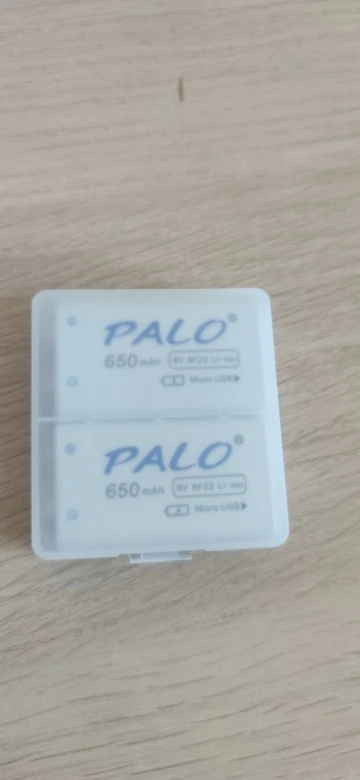 PALO®
650mAh 9V 6F22 Li-ion
Micro USB
PALO®
650mAh 9V 6F22 Li-ion
Micro USB